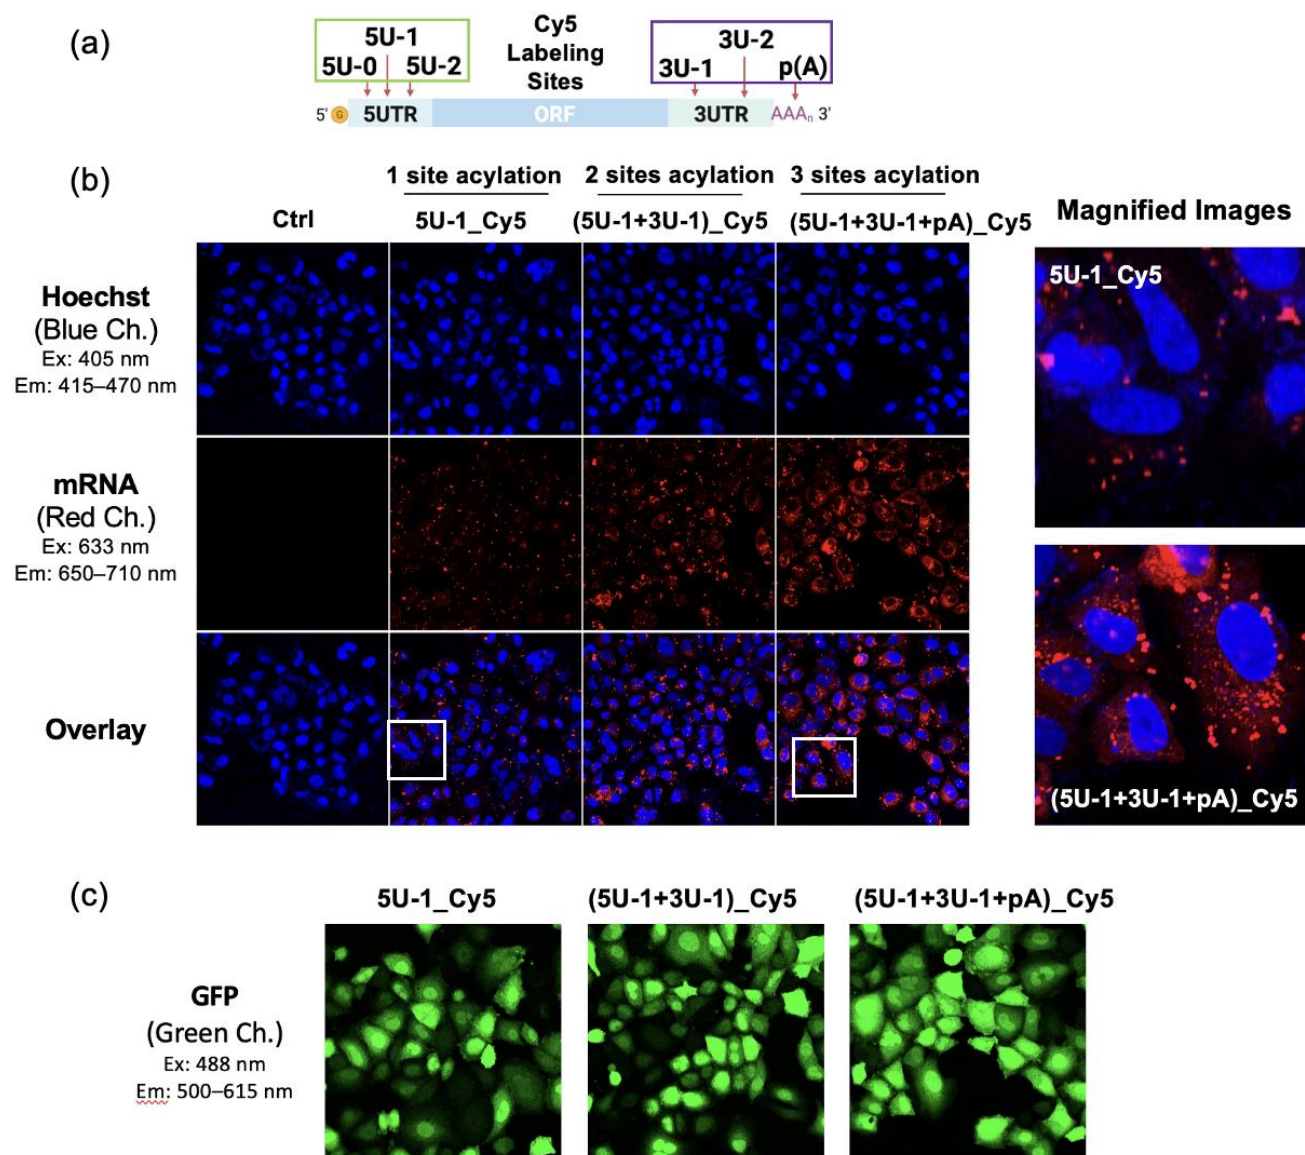 (a)
5U-1
5U-0
5U-2
Cy5
Labeling
Sites
3U-2
3U-1
p(A)
5' G 5UTR ORF 3UTR AAAn 3'
(b)
1 site acylation
2 sites acylation
3 sites acylation
Ctrl
5U-1_Cy5
(5U-1+3U-1)_Cy5
(5U-1+3U-1+pA)_Cy5
Magnified Images
Hoechst
(Blue Ch.)
Ex: 405 nm
Em: 415–470 nm
mRNA
(Red Ch.)
Ex: 633 nm
Em: 650–710 nm
Overlay
5U-1_Cy5
(5U-1+3U-1+pA)_Cy5
(c)
5U-1_Cy5
(5U-1+3U-1)_Cy5
(5U-1+3U-1+pA)_Cy5
GFP
(Green Ch.)
Ex: 488 nm
Em: 500–615 nm